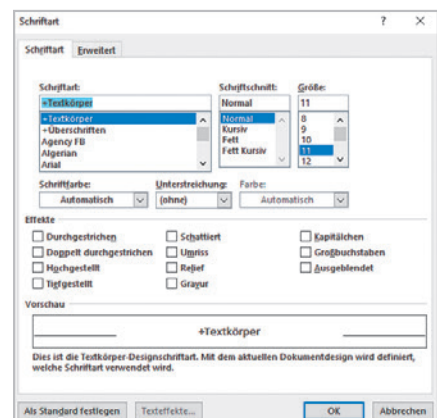 Schriftart ? ×
Schriftart Erweitert
Schriftart: Schriftschnitt: Größe:
+Textkörper Normal 11
+Textkörper Normal 8
+Überschriften Kursiv 9
Agency FB Fett 10
Algerian Fett Kursiv 11
Arial 12
Schriftfarbe: Unterstreichung: Farbe:
Automatisch (ohne) Automatisch
Effekte
Durchgestrichen Schattiert Kapitälchen
Doppelt durchgestrichen Umriss Großbuchstaben
Hochgestellt Relief Ausgeblendet
Tiefgestellt Gravur
Vorschau
+Textkörper
Dies ist die Textkörper-Designschriftart. Mit dem aktuellen Dokumentdesign wird definiert,
welche Schriftart verwendet wird.
Als Standard festlegen Texteffekte... OK Abbrechen